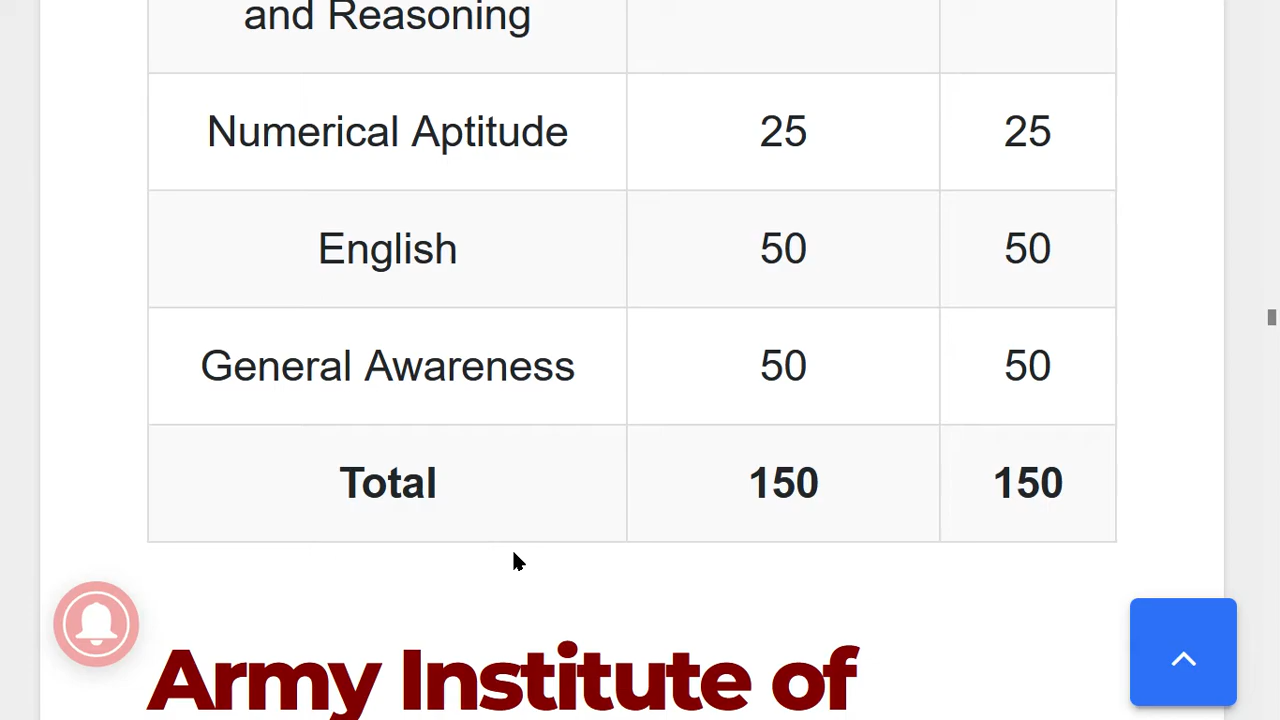 and Reasoning
Numerical Aptitude 25 25
English 50 50
General Awareness 50 50
Total 150 150
Army Institute of